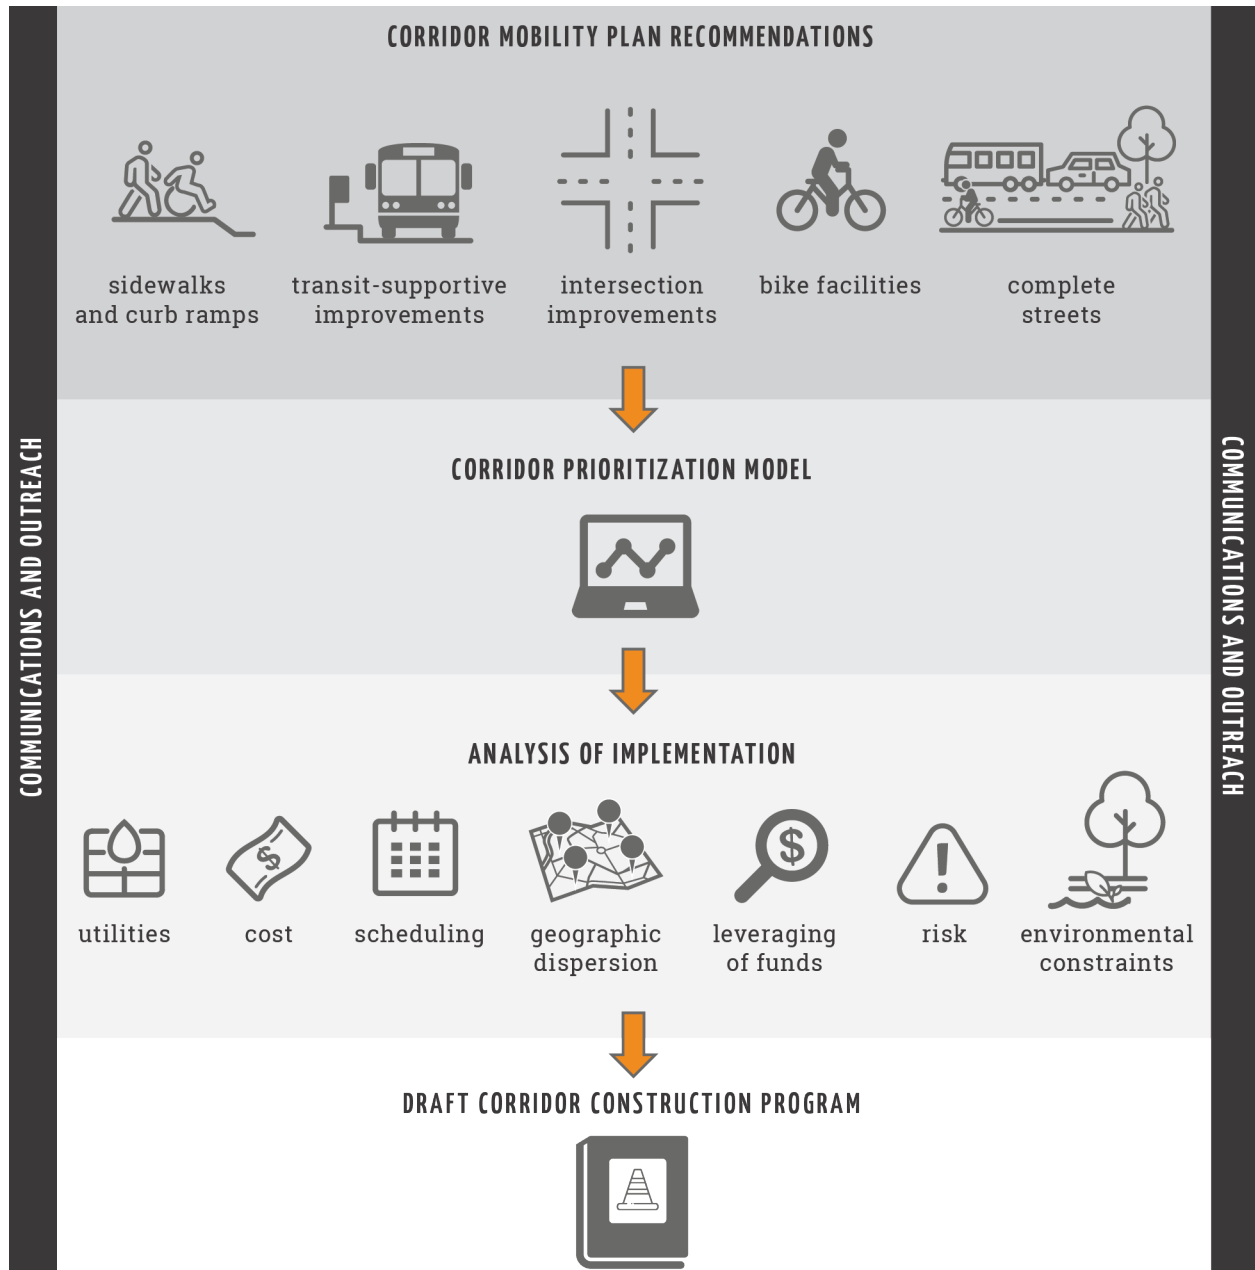 CORRIDOR MOBILITY PLAN RECOMMENDATIONS
sidewalks
and curb ramps
transit-supportive
improvements
intersection
improvements
bike facilities
complete
streets
COMMUNICATIONS AND OUTREACH
CORRIDOR PRIORITIZATION MODEL
COMMUNICATIONS AND OUTREACH
ANALYSIS OF IMPLEMENTATION
$
$
!
utilities
cost
scheduling
geographic
dispersion
leveraging
of funds
risk
environmental
constraints
DRAFT CORRIDOR CONSTRUCTION PROGRAM